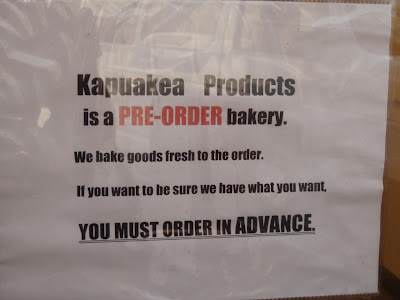 Kapuakea Products
is a PRE-ORDER bakery.
We bake goods fresh to the order.
If you want to be sure we have what you want,
YOU MUST ORDER IN ADVANCE.